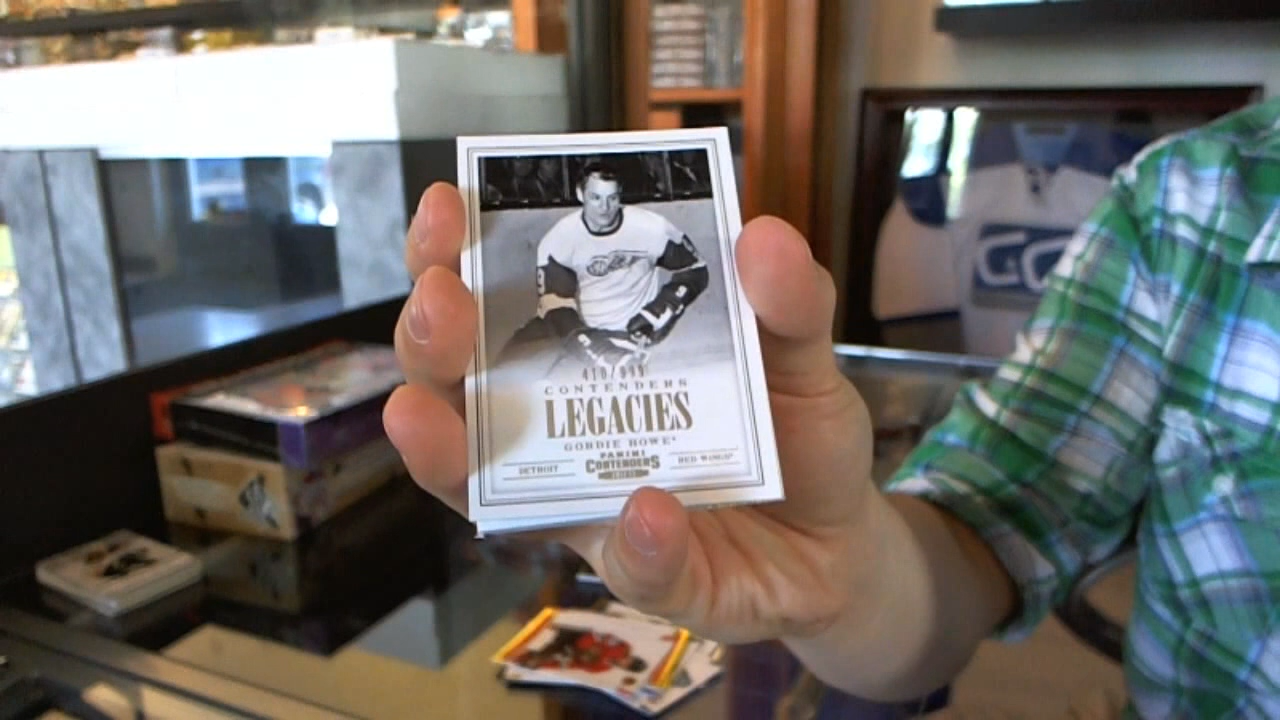 CONTENDERS
LEGACIES
GORDIE HOWE*
PANINI
DETROIT CONTENDERS RED WINGS*